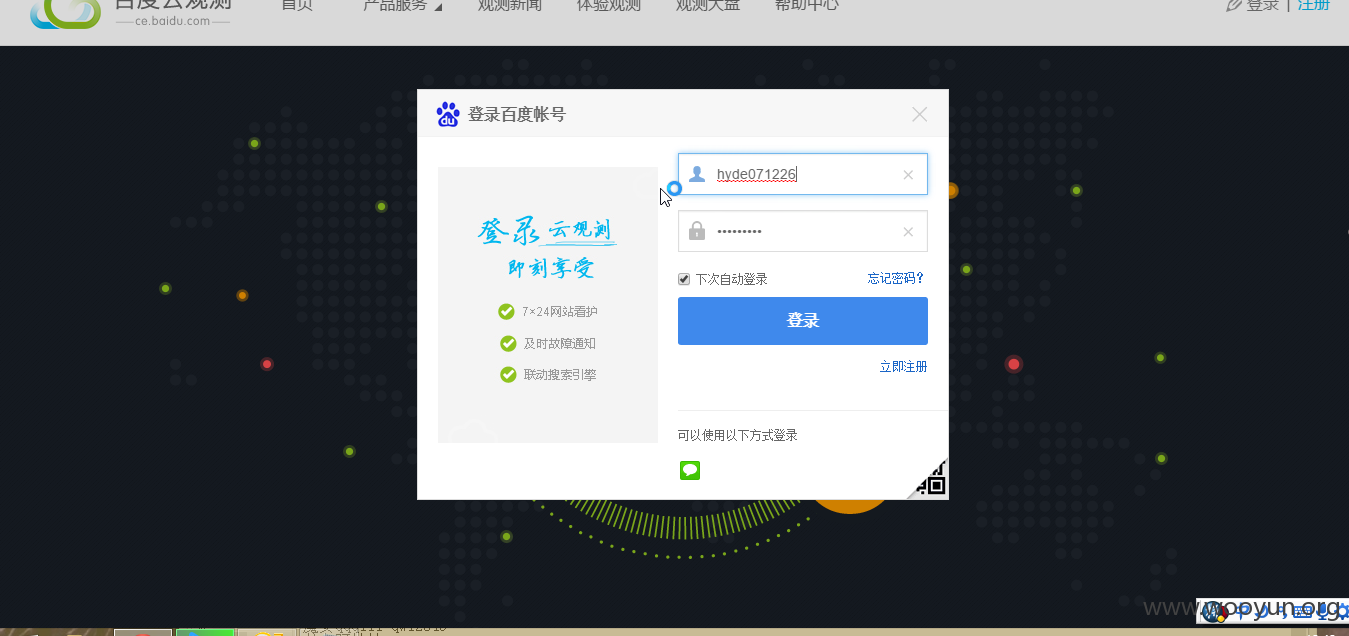 百度云观测
首页 产品服务 观测新闻 体验观测 观测大盘 帮助中心 登录 | 注册
ce.baidu.com
du 登录百度帐号
hyde071226
登录云观测
即刻享受
•••••••••
下次自动登录 忘记密码?
7×24网站看护
登录
及时故障通知
立即注册
联动搜索引擎
可以使用以下方式登录
www.wooyun.org